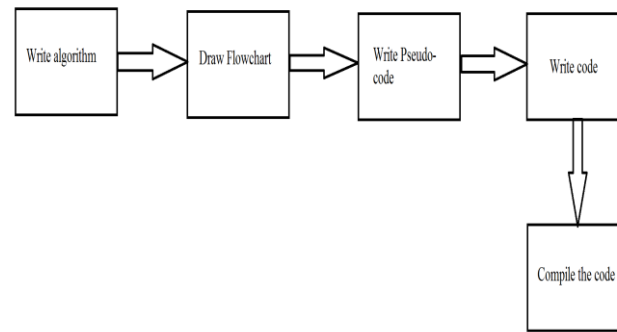 Write algorithm
Draw Flowchart
Write Pseudo-
code
Write code
Compile the code